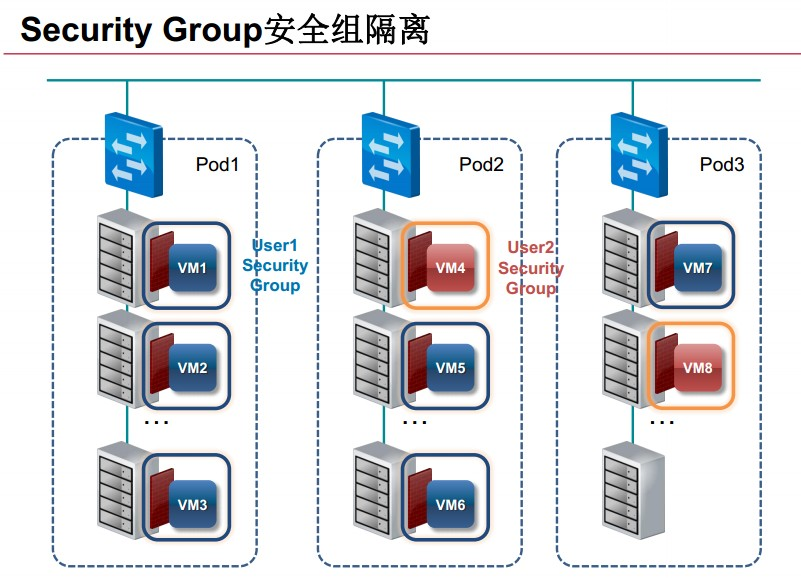 Security Group安全组隔离
Pod1
VM1
VM2
...
VM3
User1
Security
Group
Pod2
VM4
VM5
...
VM6
User2
Security
Group
Pod3
VM7
VM8
...